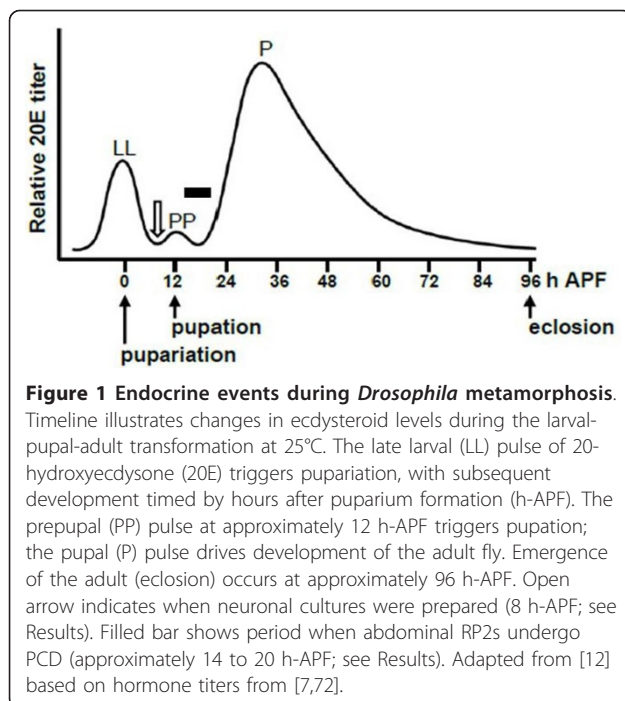 Relative 20E titer
P
LL
PP
0 12 24 36 48 60 72 84 96 h APF
pupation
eclosion
pupariation
Figure 1 Endocrine events during Drosophila metamorphosis.
Timeline illustrates changes in ecdysteroid levels during the larval-
pupal-adult transformation at 25°C. The late larval (LL) pulse of 20-
hydroxyecdysone (20E) triggers pupariation, with subsequent
development timed by hours after puparium formation (h-APF). The
prepupal (PP) pulse at approximately 12 h-APF triggers pupation;
the pupal (P) pulse drives development of the adult fly. Emergence
of the adult (eclosion) occurs at approximately 96 h-APF. Open
arrow indicates when neuronal cultures were prepared (8 h-APF; see
Results). Filled bar shows period when abdominal RP2s undergo
PCD (approximately 14 to 20 h-APF; see Results). Adapted from [12]
based on hormone titers from [7,72].